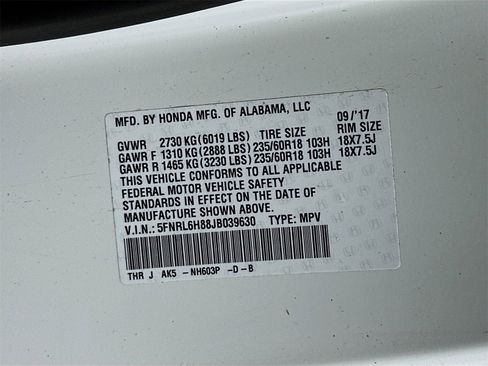 MFD. BY HONDA MFG. OF ALABAMA, LLC 09/'17
GVWR 2730 KG(6019 LBS) TIRE SIZE RIM SIZE
GAWR F 1310 KG (2888 LBS) 235/60R18 103H 18X7.5J
GAWR R 1465 KG(3230 LBS) 235/60R18 103H 18X7.5J
THIS VEHICLE CONFORMS TO ALL APPLICABLE
FEDERAL MOTOR VEHICLE SAFETY
STANDARDS IN EFFECT ON THE DATE OF
MANUFACTURE SHOWN ABOVE.
V.I.N.: 5FNRL6H88JB039630 TYPE: MPV
THR J AK5 -NH603P -D-B